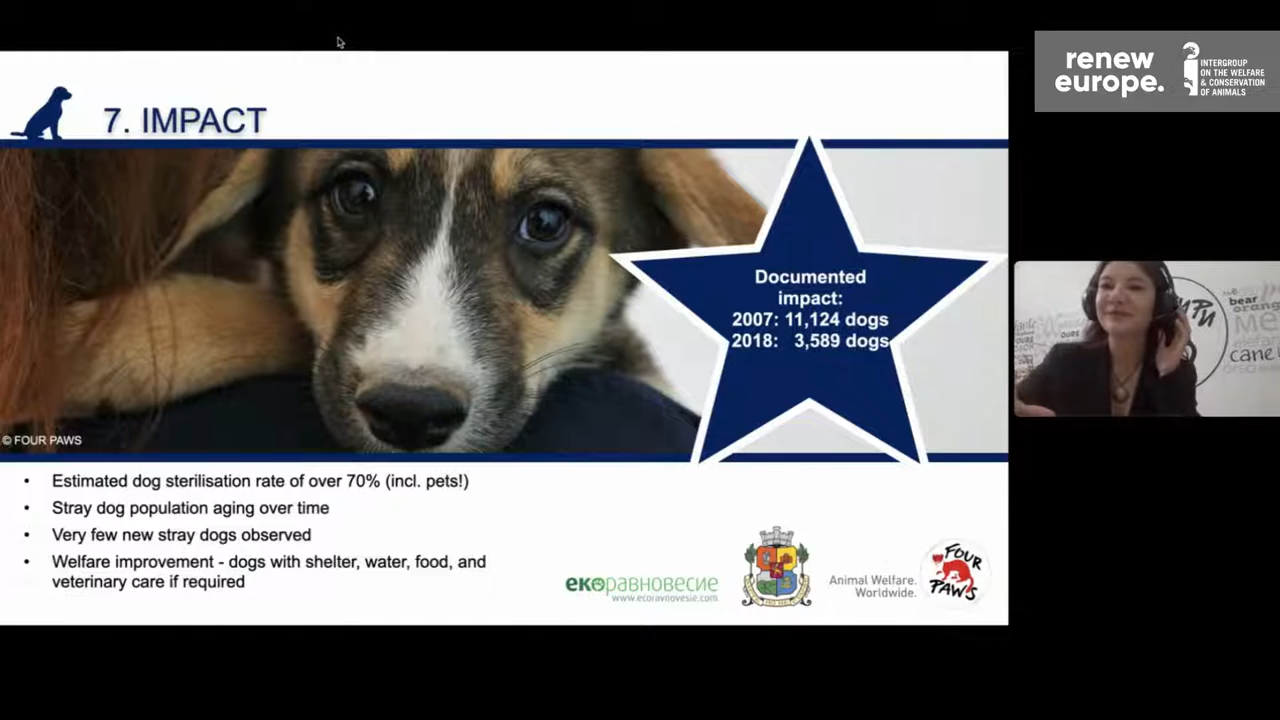 renew
europe.
INTERGROUP
ON THE WELFARE
& CONSERVATION
OF ANIMALS
7. IMPACT
Documented
impact:
2007: 11,124 dogs
2018: 3,589 dogs
© FOUR PAWS
bear
cane
• Estimated dog sterilisation rate of over 70% (incl. pets!)
• Stray dog population aging over time
• Very few new stray dogs observed
• Welfare improvement - dogs with shelter, water, food, and
veterinary care if required
екоравновесие
www.ecoravnovesie.com
Animal Welfare.
Worldwide.
FOUR
PAWS